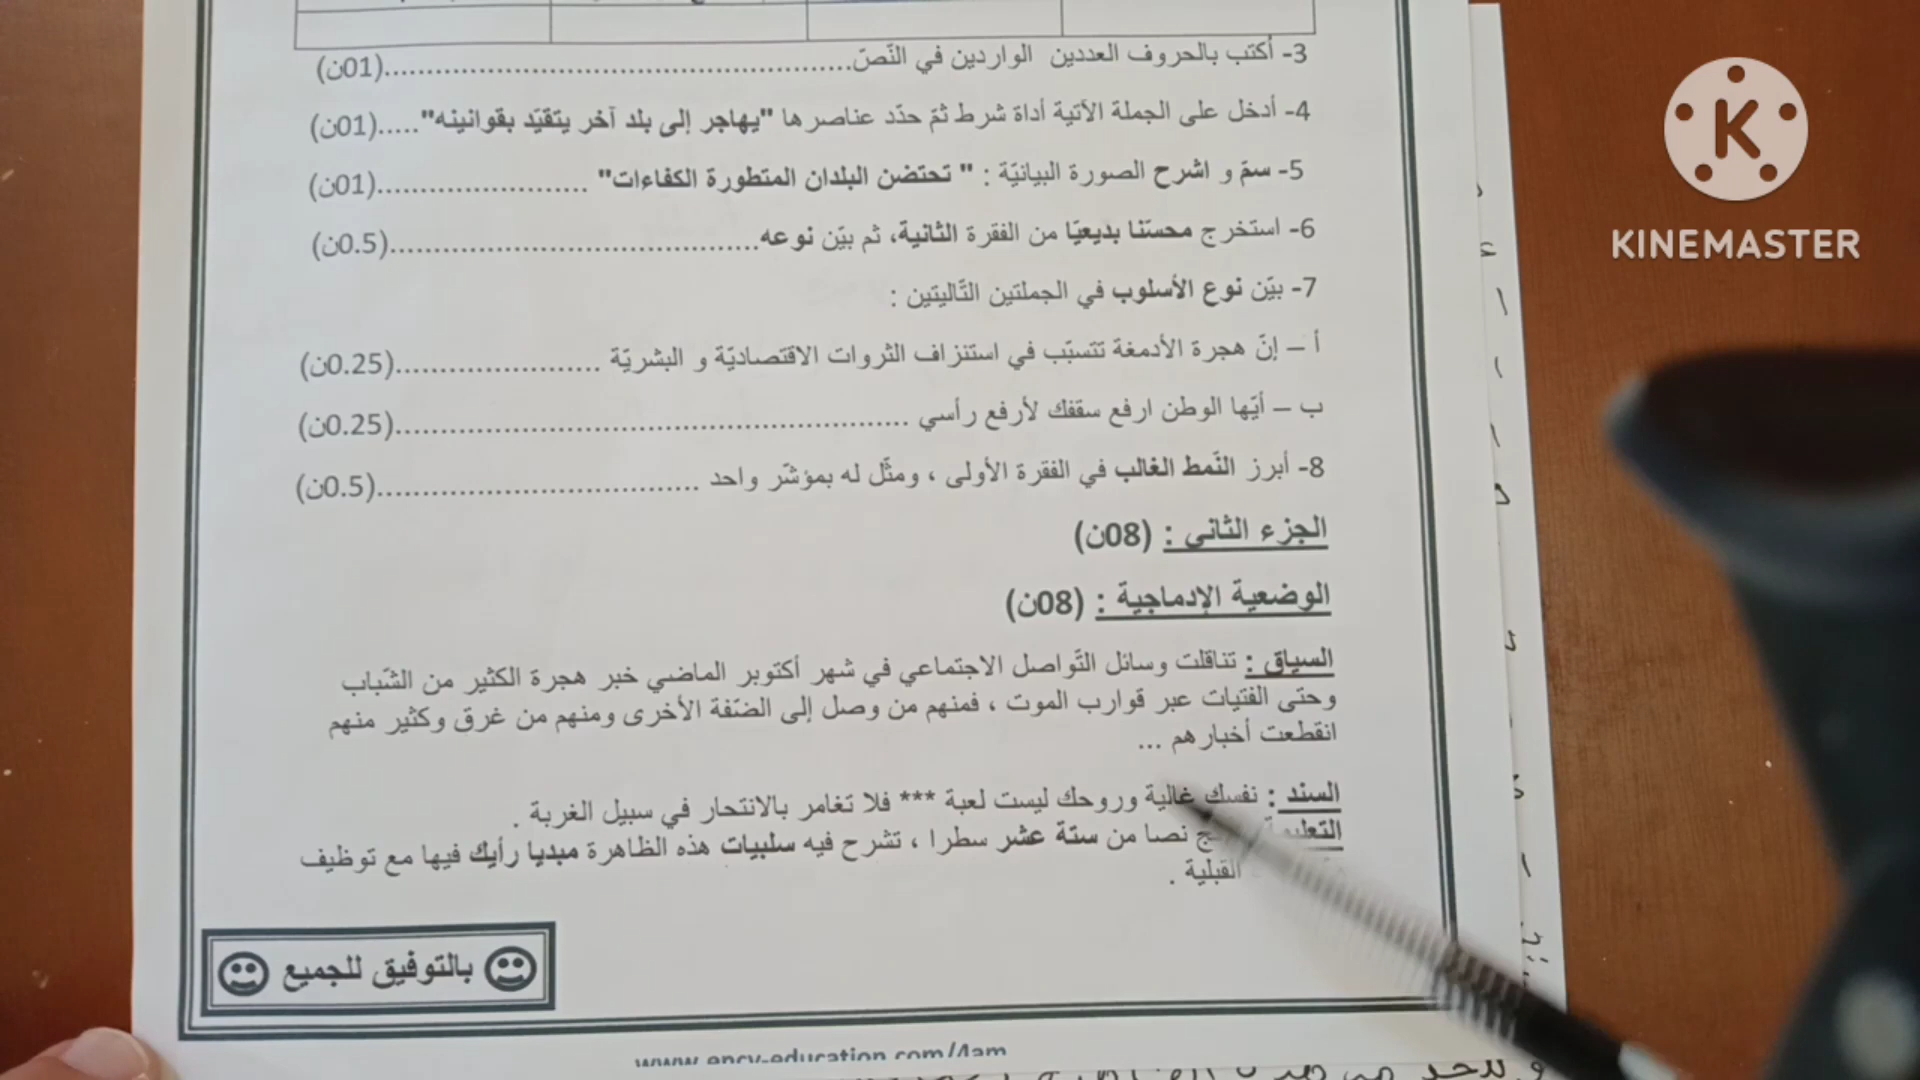 3- أكتب بالحروف العددين الواردين في النّصّ.......................................................(01ن)
4- أدخل على الجملة الآتية أداة شرط ثمّ حدّد عناصرها "يهاجر إلى بلد آخر يتقيّد بقوانينه".....(01ن)
5- سمّ و اشرح الصورة البيانيّة : " تحتضن البلدان المتطورة الكفاءات" .........................(01ن)
6- استخرج محسّنا بديعيّا من الفقرة الثانية، ثم بيّن نوعه...........................................(0.5ن)
7- بيّن نوع الأسلوب في الجملتين التّاليتين :
أ – إنّ هجرة الأدمغة تتسبّب في استنزاف الثروات الاقتصاديّة و البشريّة ........................(0.25ن)
ب – أيّها الوطن ارفع سقفك لأرفع رأسي ............................................................(0.25ن)
8- أبرز النّمط الغالب في الفقرة الأولى ، ومثّل له بمؤشّر واحد ......................................(0.5ن)
الجزء الثاني : (08ن)
الوضعية الإدماجية : (08ن)
السياق : تناقلت وسائل التّواصل الاجتماعي في شهر أكتوبر الماضي خبر هجرة الكثير من الشّباب
وحتى الفتيات عبر قوارب الموت ، فمنهم من وصل إلى الضّفة الأخرى ومنهم من غرق وكثير منهم
انقطعت أخبارهم ...
السند : نفسك غالية وروحك ليست لعبة *** فلا تغامر بالانتحار في سبيل الغربة .
نصا من ستة عشر سطرا ، تشرح فيه سلبيات هذه الظاهرة مبديا رأيك فيها مع توظيف
القبلية .
بالتوفيق للجميع
www.ency-education.com/4am
K
KINEMASTER